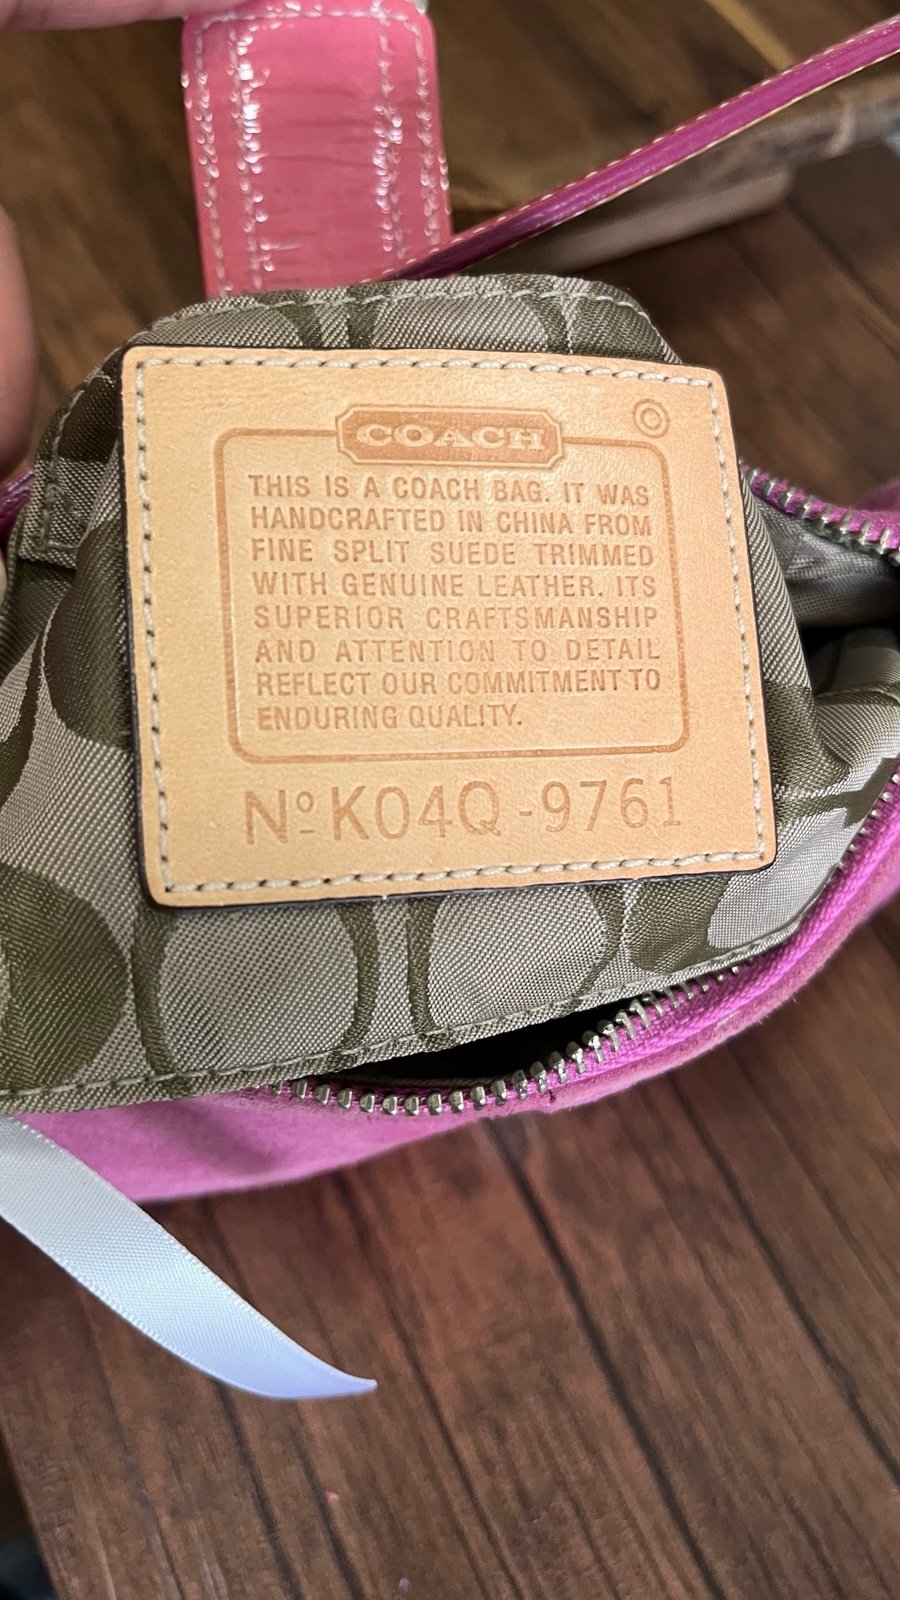 ©
COACH
THIS IS A COACH BAG. IT WAS
HANDCRAFTED IN CHINA FROM
FINE SPLIT SUEDE TRIMMED
WITH GENUINE LEATHER. ITS
SUPERIOR CRAFTSMANSHIP
AND ATTENTION TO DETAIL
REFLECT OUR COMMITMENT TO
ENDURING QUALITY.
Nº K04Q-9761